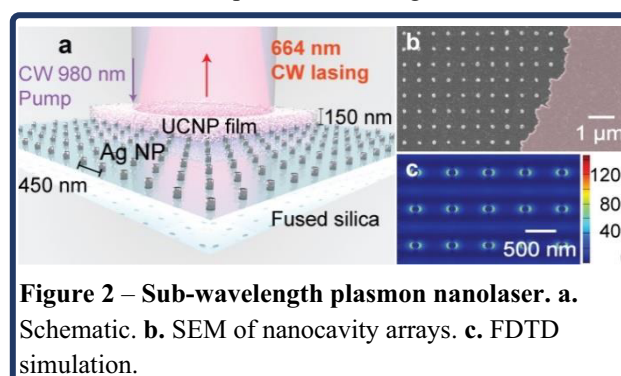 a
CW 980 nm
Pump
664 nm
CW lasing
UCNP film
150 nm
Ag NP
450 nm
Fused silica
b
1 μm
c
500 nm
120
80
40
Figure 2 – Sub-wavelength plasmon nanolaser. a.
Schematic. b. SEM of nanocavity arrays. c. FDTD
simulation.